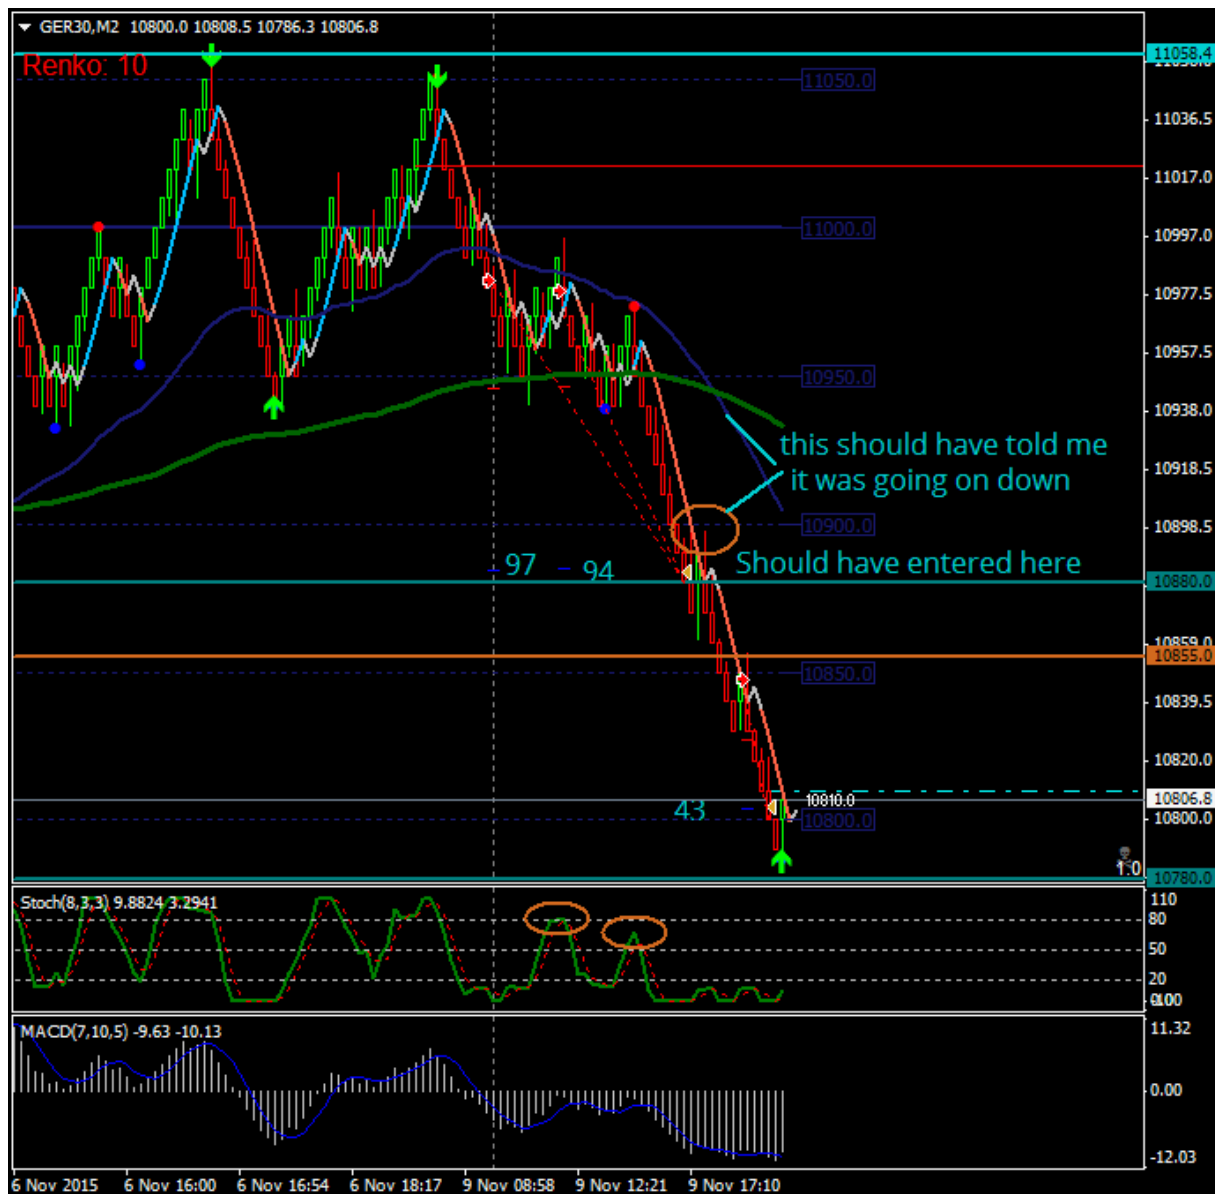 GER30,M2 10800.0 10808.5 10786.3 10806.8
Renko: 10
11058.4
11050.0
11036.5
11017.0
11000.0
10997.0
10977.5
10957.5
10950.0
10938.0
this should have told me
it was going on down
10918.5
10900.0
10898.5
97
94
Should have entered here
10880.0
10859.0
10855.0
10850.0
10839.5
10820.0
43
10810.0
10806.8
10800.0
10800.0
1.0
10780.0
Stoch(8,3,3) 9.8824 3.2941
110
80
50
20
MACD(7,10,5) -9.63 -10.13
11.32
0.00
-12.03
6 Nov 2015
6 Nov 16:00
6 Nov 16:54
6 Nov 18:17
9 Nov 08:58
9 Nov 12:21
9 Nov 17:10